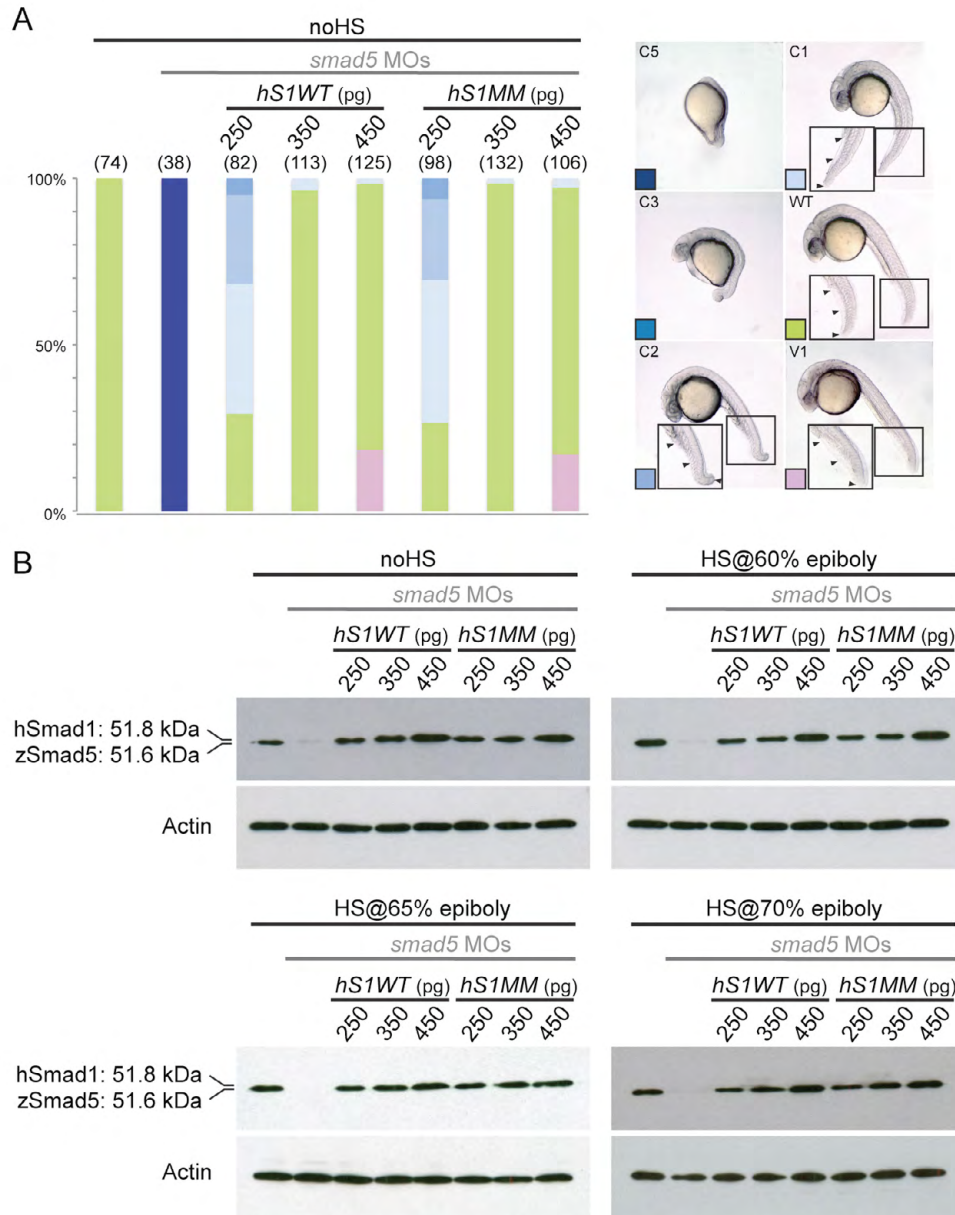 A
noHS
smad5 MOs
hS1WT (pg) hS1MM (pg)
250 350 450 250 350 450
(74) (38) (82) (113) (125) (98) (132) (106)
100%
50%
0%
C5 C1
C3 WT
C2 V1
B
noHS
smad5 MOs
hS1WT (pg) hS1MM (pg)
250 350 450 250 350 450
hSmad1: 51.8 kDa
zSmad5: 51.6 kDa
Actin
HS@60% epiboly
smad5 MOs
hS1WT (pg) hS1MM (pg)
250 350 450 250 350 450
HS@65% epiboly
smad5 MOs
hS1WT (pg) hS1MM (pg)
250 350 450 250 350 450
hSmad1: 51.8 kDa
zSmad5: 51.6 kDa
Actin
HS@70% epiboly
smad5 MOs
hS1WT (pg) hS1MM (pg)
250 350 450 250 350 450